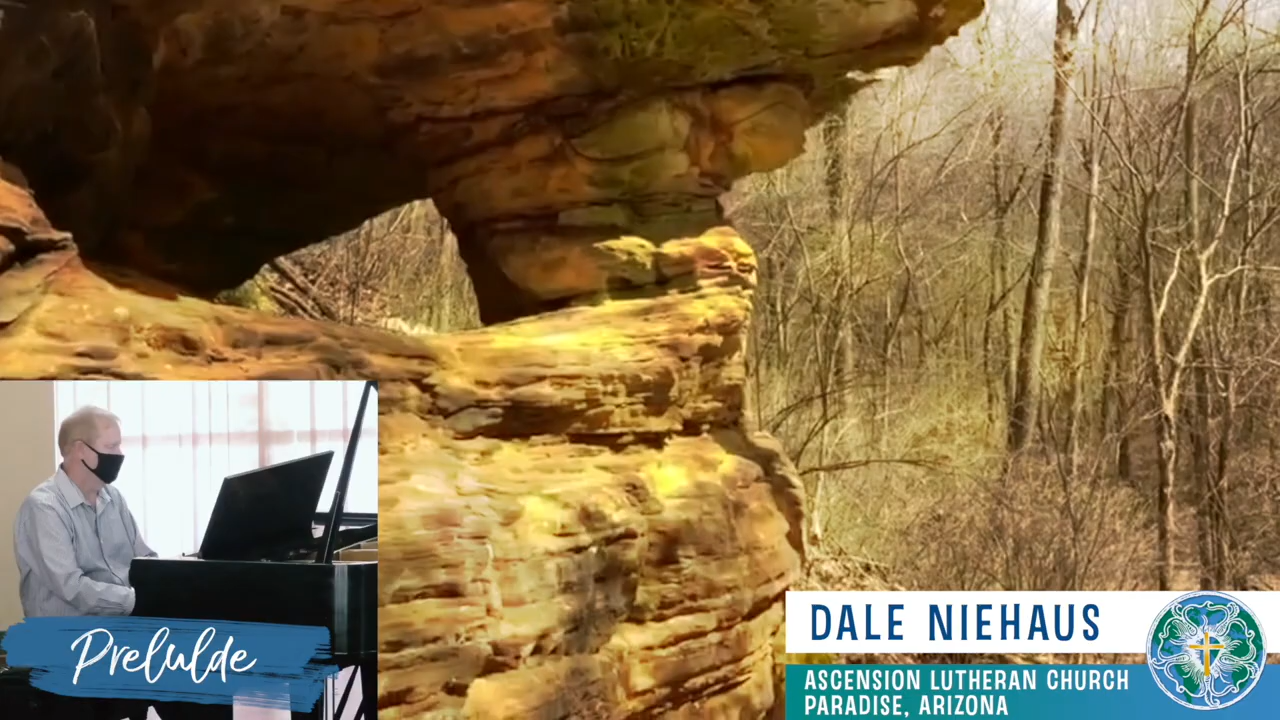 Prelulde
DALE NIEHAUS
ASCENSION LUTHERAN CHURCH
PARADISE, ARIZONA